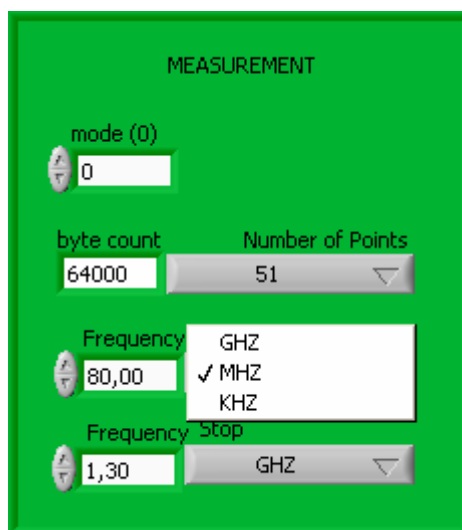 MEASUREMENT
mode (0)
0
byte count Number of Points
64000 51
Frequency GHZ
80,00 MHZ
KHZ
Frequency Stop
1,30 GHZ